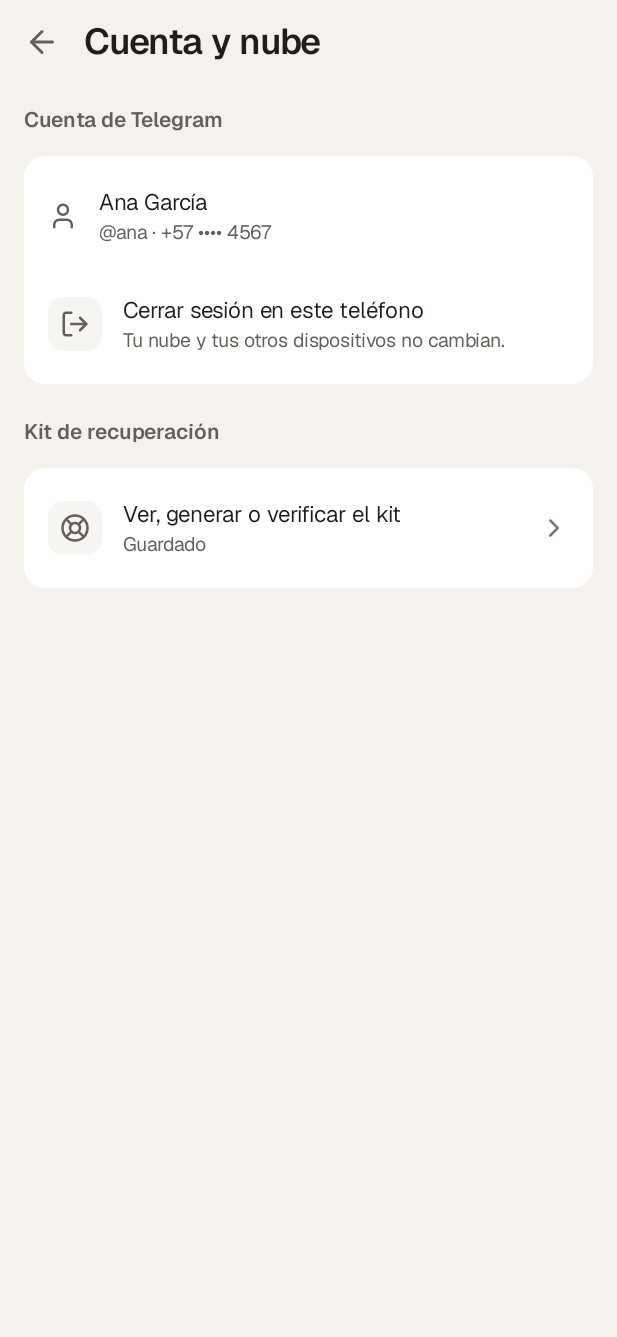 Cuenta y nube
Cuenta de Telegram
Ana García
@ana · +57 •••• 4567
Cerrar sesión en este teléfono
Tu nube y tus otros dispositivos no cambian.
Kit de recuperación
Ver, generar o verificar el kit
Guardado